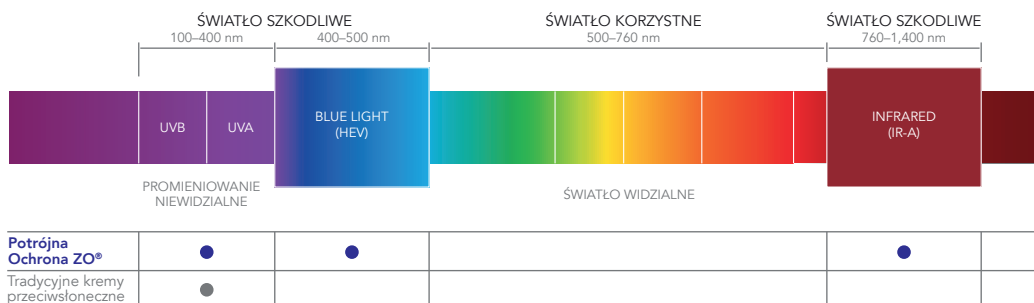 ŚWIATŁO SZKODLIWE
ŚWIATŁO KORZYSTNE
ŚWIATŁO SZKODLIWE
100–400 nm
400–500 nm
500–760 nm
760–1,400 nm
UVB
UVA
BLUE LIGHT
(HEV)
INFRARED
(IR-A)
PROMIENIOWANIE
NIEWIDZIALNE
ŚWIATŁO WIDZIALNE
Potrójna
Ochrona ZO®
Tradycyjne kremy
przeciwsłoneczne